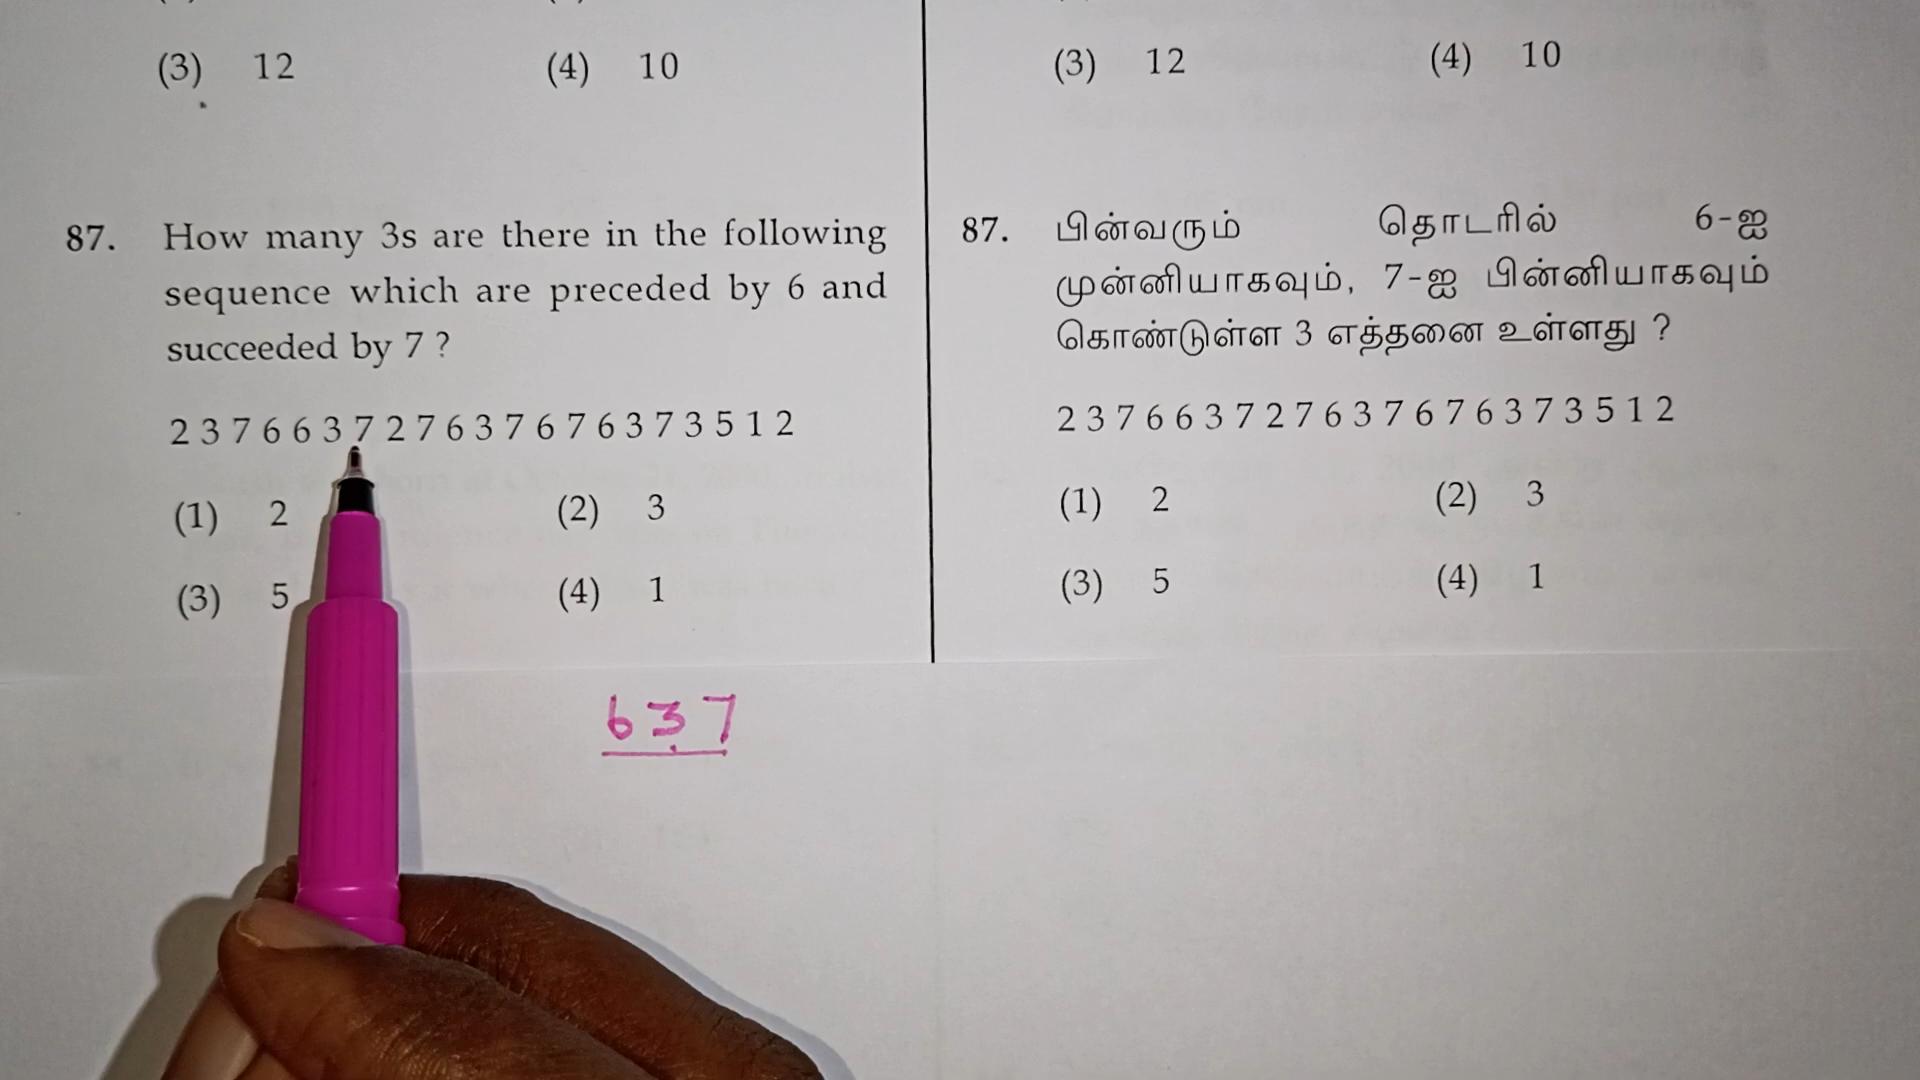 (3) 12 (4) 10
87. How many 3s are there in the following
sequence which are preceded by 6 and
succeeded by 7 ?
2 3 7 6 6 3 7 2 7 6 3 7 6 7 6 3 7 3 5 1 2
(1) 2 (2) 3
(3) 5 (4) 1
(3) 12 (4) 10
87. பின்வரும் தொடரில் 6-ஐ
முன்னியாகவும், 7-ஐ பின்னியாகவும்
கொண்டுள்ள 3 எத்தனை உள்ளது ?
2 3 7 6 6 3 7 2 7 6 3 7 6 7 6 3 7 3 5 1 2
(1) 2 (2) 3
(3) 5 (4) 1
6 3 7